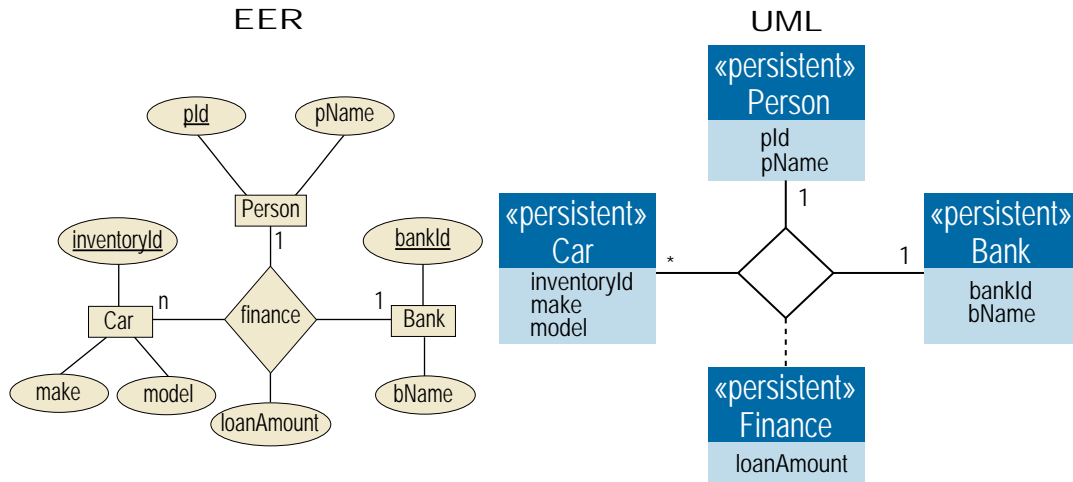 EER
pId
pName
Person
1
inventoryId
bankId
n
1
Car
finance
Bank
make
model
bName
loanAmount
UML
«persistent»
Person
pId
pName
1
«persistent»
Car
inventoryId
make
model
*
1
«persistent»
Bank
bankId
bName
«persistent»
Finance
loanAmount